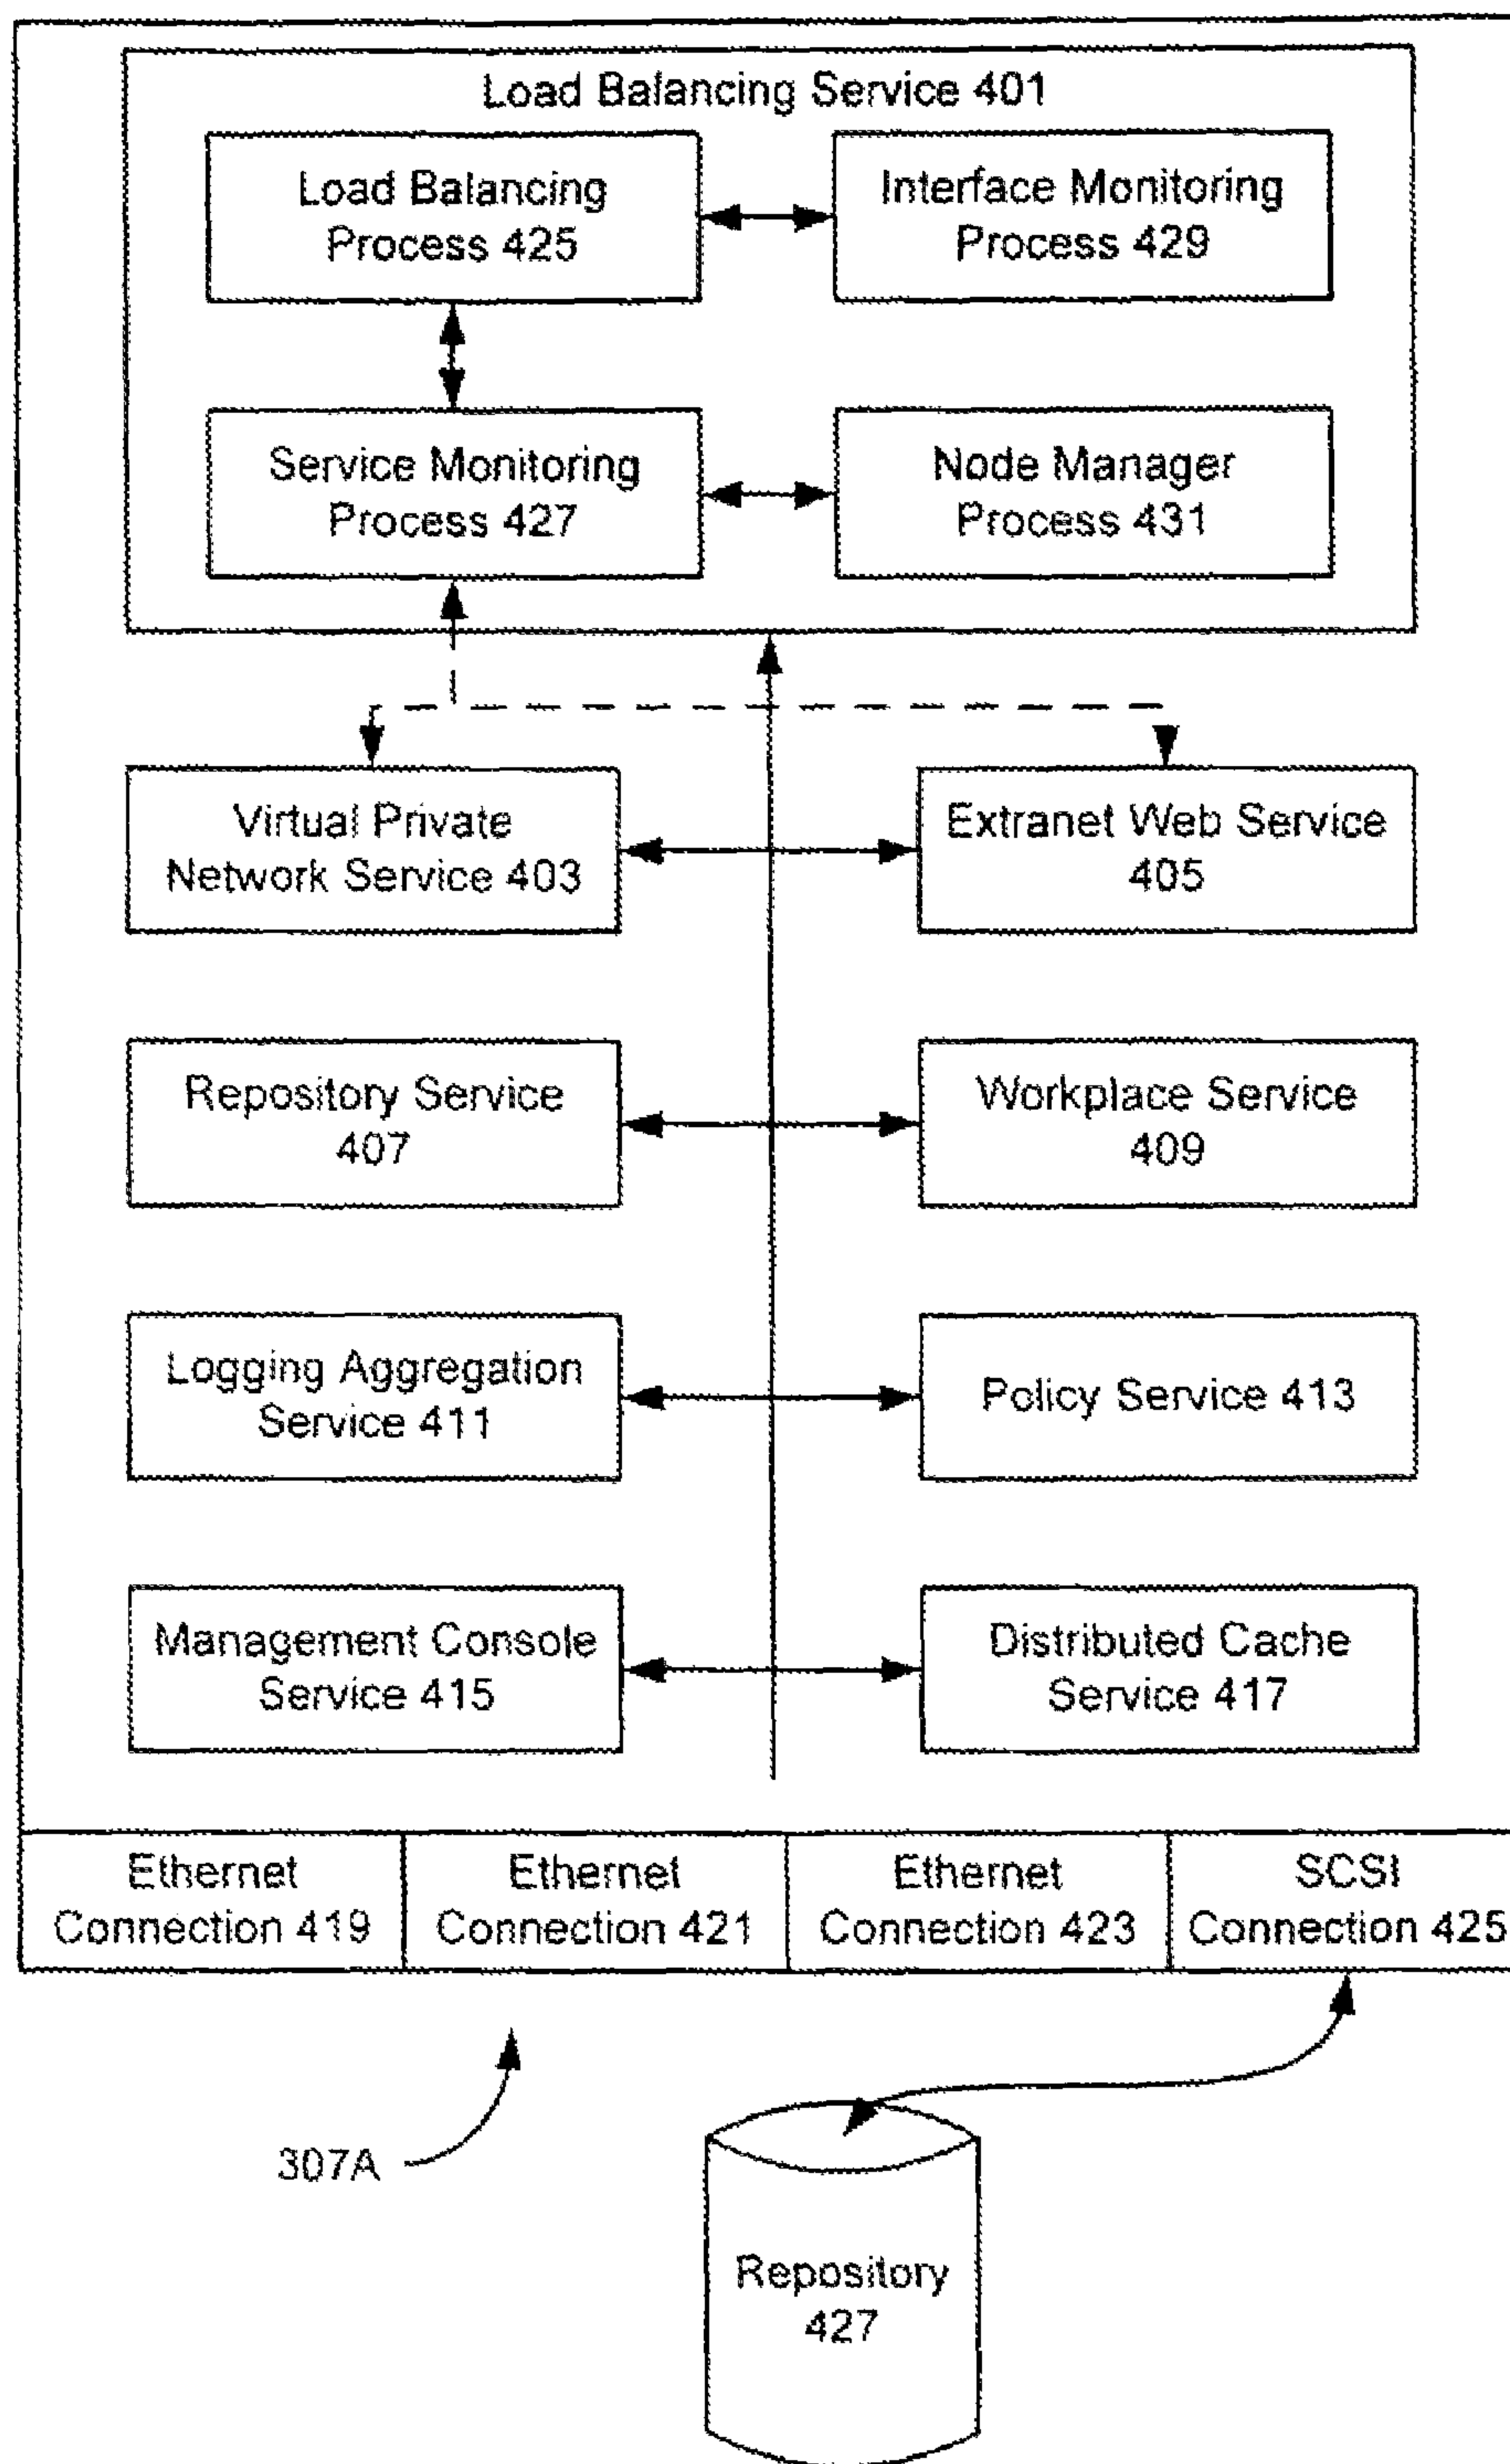 Load Balancing Service 401
Load Balancing
Process 425
Interface Monitoring
Process 429
Service Monitoring
Process 427
Node Manager
Process 431
Virtual Private
Network Service 403
Extranet Web Service
405
Repository Service
407
Workplace Service
409
Logging Aggregation
Service 411
Policy Service 413
Management Console
Service 415
Distributed Cache
Service 417
Ethernet
Connection 419
Ethernet
Connection 421
Ethernet
Connection 423
SCSI
Connection 425
307A
Repository
427